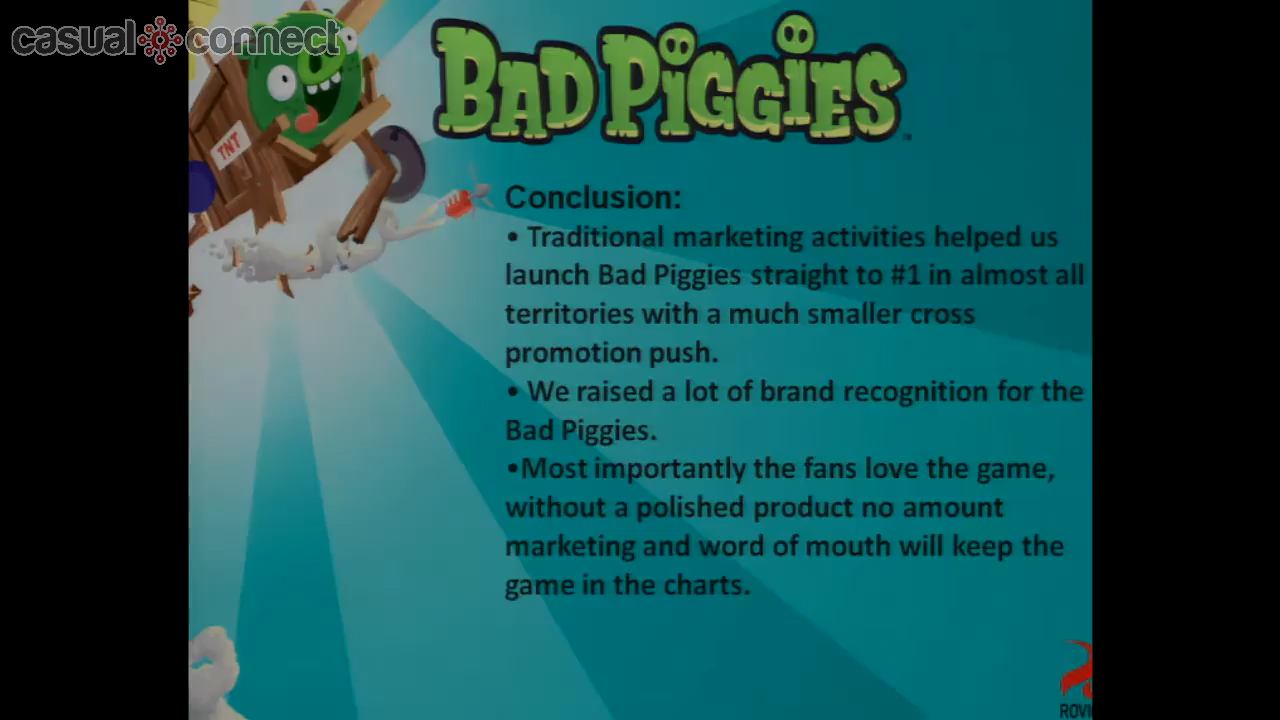 casual connect
BAD PIGGIES
TNT
Conclusion:
• Traditional marketing activities helped us
launch Bad Piggies straight to #1 in almost all
territories with a much smaller cross
promotion push.
• We raised a lot of brand recognition for the
Bad Piggies.
•Most importantly the fans love the game,
without a polished product no amount
marketing and word of mouth will keep the
game in the charts.